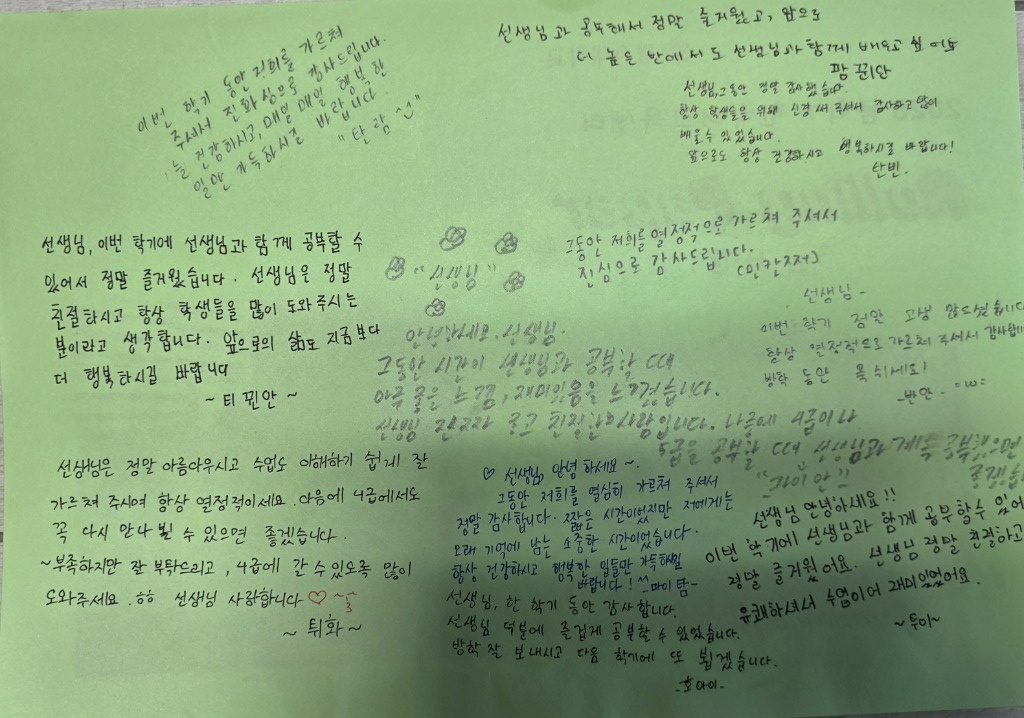 이번 학기 동안 저희를 가르쳐
주셔서 진짜 심으로 감사드립니다.
늘 건강하시고, 매일 매일 행복한
일만 가득하시길 바랍니다
"탄 람"
선생님과 공부해서 정말 즐거웠고, 앞으로
더 높은 반에서도 선생님과 함께 배우고 싶어요
팜 뀐안
선생님, 그동안 정말 감사했습니다.
항상 학생들을 위해 신경 써 주셔서 감사하고 많이
배울 수 있었습니다.
앞으로도 항상 건강하시고 행복하시길 바랍니다!
탄빈.
선생님, 이번 학기에 선생님과 함께 공부할 수
있어서 정말 즐거웠습니다. 선생님은 정말
친절하시고 항상 학생들을 많이 도와주시는
분이라고 생각합니다. 앞으로의 삶도 지금보다
더 행복하시길 바랍니다
~ 티 뀐안 ~
"선생님"
그동안 저희를 열정적으로 가르쳐 주셔서
진심으로 감사드립니다.
선생님 -
이번 학기 정말 고생 많으셨습니다
항상 열정적으로 가르쳐 주셔서 감사합니다
방학 동안 푹 쉬세요!
-반안-
안녕하세요. 선생님.
그동안 시간이 선생님과 공부할 때
아주 좋은 느낌, 재미있음을 느꼈습니다.
선생님 친절한 사람입니다. 나중에 4급이나
5급을 공부할 때 선생님과 계속 공부했으면
좋겠습
선생님은 정말 아름다우시고 수업도 이해하기 쉽게 잘
가르쳐 주시며 항상 열정적이세요. 다음에 4급에서도
꼭 다시 만나 뵐 수 있으면 좋겠습니다.
~부족하지만 잘 부탁드리고, 4급에 갈 수 있도록 많이
도와주세요. ㅎㅎ 선생님 사랑합니다♡~
~ 튀화 ~
♡ 선생님 안녕하세요~.
그동안 저희를 열심히 가르쳐 주셔서
정말 감사합니다. 짧은 시간이었지만 저에게는
오래 기억에 남는 소중한 시간이었습니다.
항상 건강하시고 행복한 일들만 가득하길
바랍니다! ^^ -마이 탐-
선생님, 한 학기 동안 감사합니다.
선생님 덕분에 즐겁게 공부할 수 있었습니다.
방학 잘 보내시고 다음 학기에 또 뵙겠습니다.
-호아이-
선생님 안녕하세요!!
이번 학기에 선생님과 함께 공부할 수 있어
정말 즐거웠어요. 선생님 정말 친절하고
유쾌하셔서 수업이어 재미있었어요.
~투이~